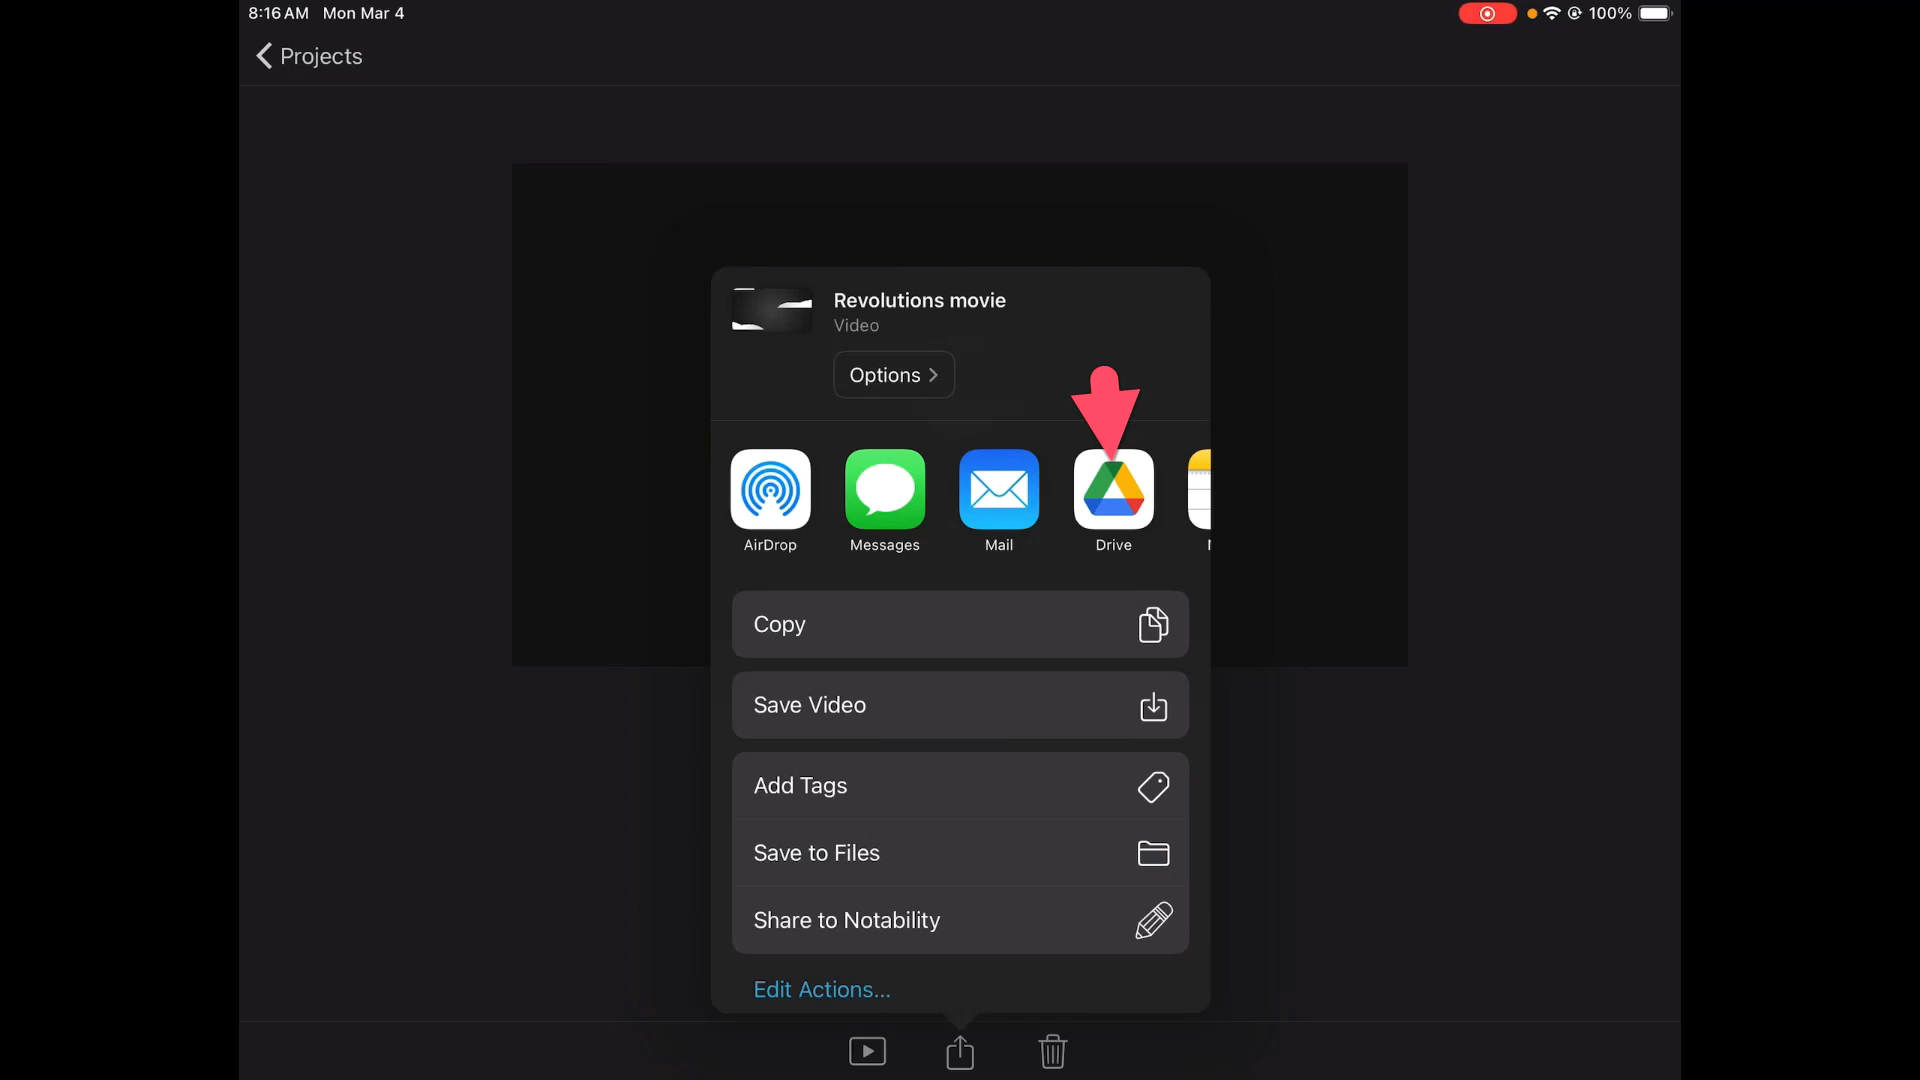 8:16 AM Mon Mar 4
100%
Projects
Revolutions movie
Video
Options
AirDrop
Messages
Mail
Drive
Copy
Save Video
Add Tags
Save to Files
Share to Notability
Edit Actions...